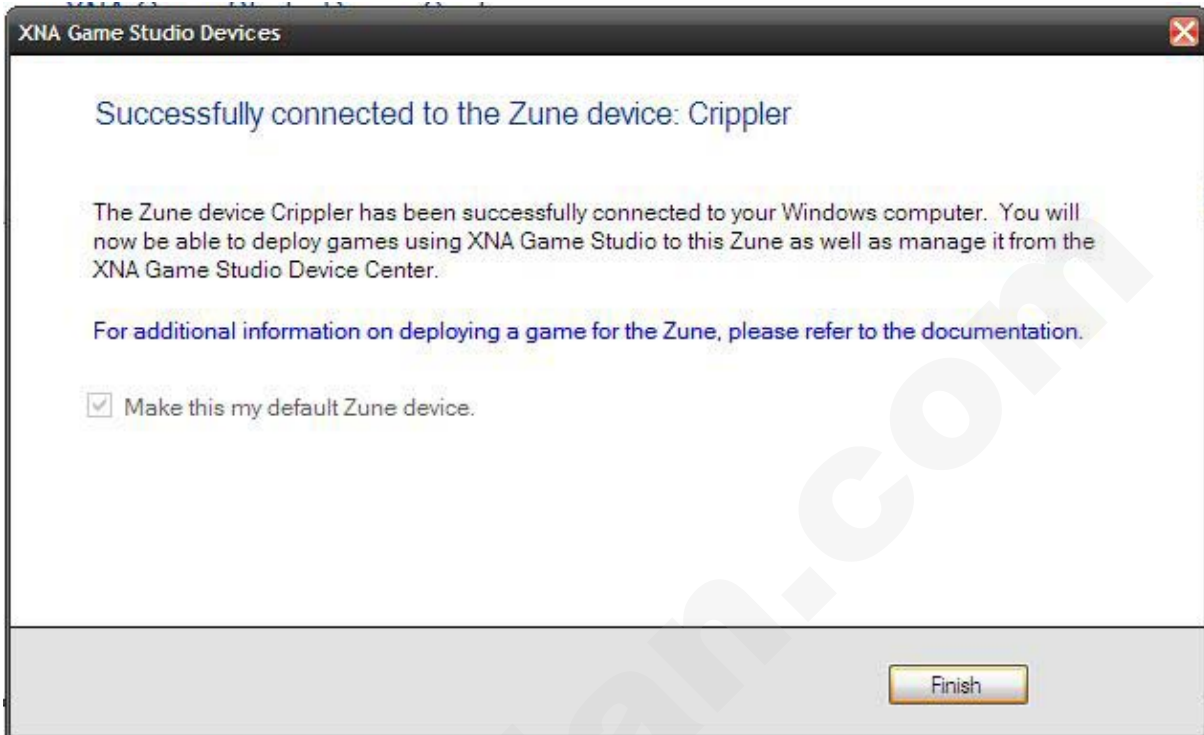 XNA Game Studio Devices
Successfully connected to the Zune device: Crippler
The Zune device Crippler has been successfully connected to your Windows computer.  You will
now be able to deploy games using XNA Game Studio to this Zune as well as manage it from the
XNA Game Studio Device Center.
For additional information on deploying a game for the Zune, please refer to the documentation.
Make this my default Zune device.
Finish
an.com